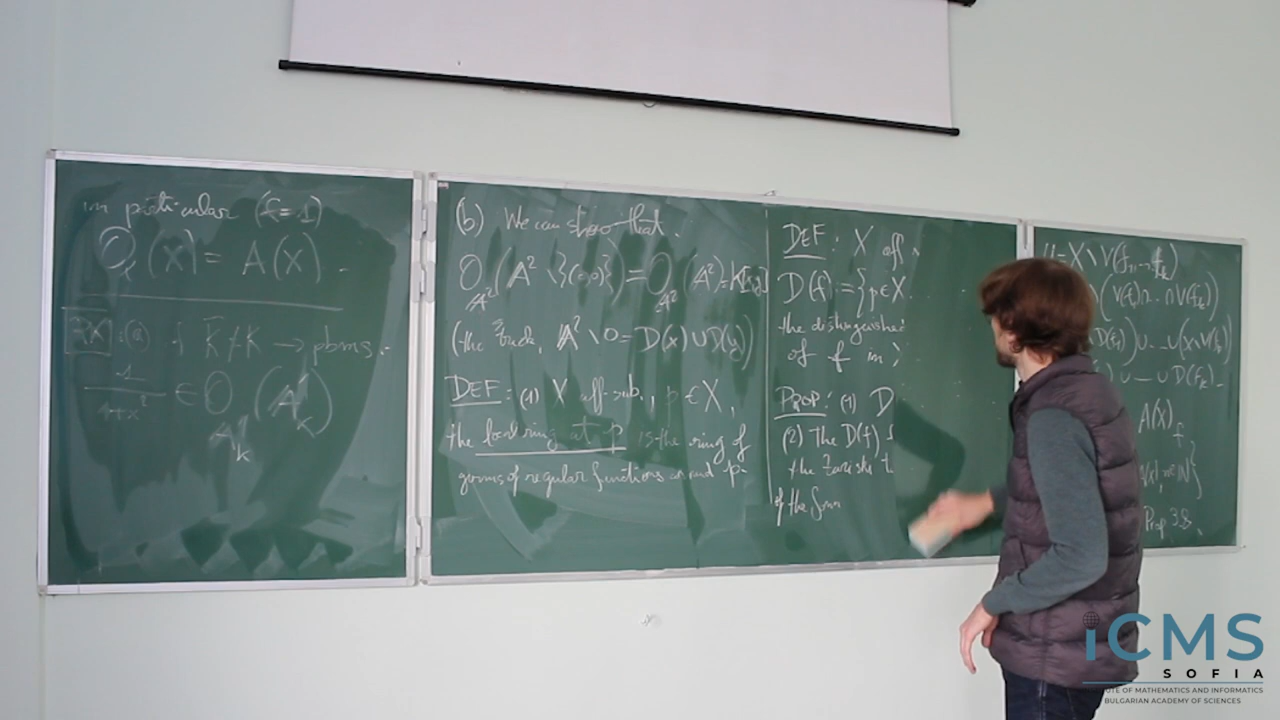 in particular (f=1)
O_X(X) = A(X).
RK : (a) if K̄≠K → pbms.
1/(1+x²) ∈ O_{A¹_K}(A¹_K)
(b) We can show that.
O_{A²}(A²\{(0,0)}) = O_{A²}(A²) = K[x,y]
(the trick, A²\0 = D(x)∪D(y))
DEF: (1) X aff. sub., p ∈ X,
the local ring at p is the ring of
germs of regular functions around p.
DEF: X aff
D(f) := {p∈X
the distinguished
of f in
PROP: (1) D
(2) The D(f)
the Zariski t
of the form
U=X\V(f₁,...,f_k)
(V(f₁)∩...∩V(f_k))
D(f₁))∪...∪(X\V(f_k))
) ∪ ... ∪ D(f_k).
A(X)_f
Prop 3.8
iCMS
SOFIA
UTE OF MATHEMATICS AND INFORMATICS
BULGARIAN ACADEMY OF SCIENCES